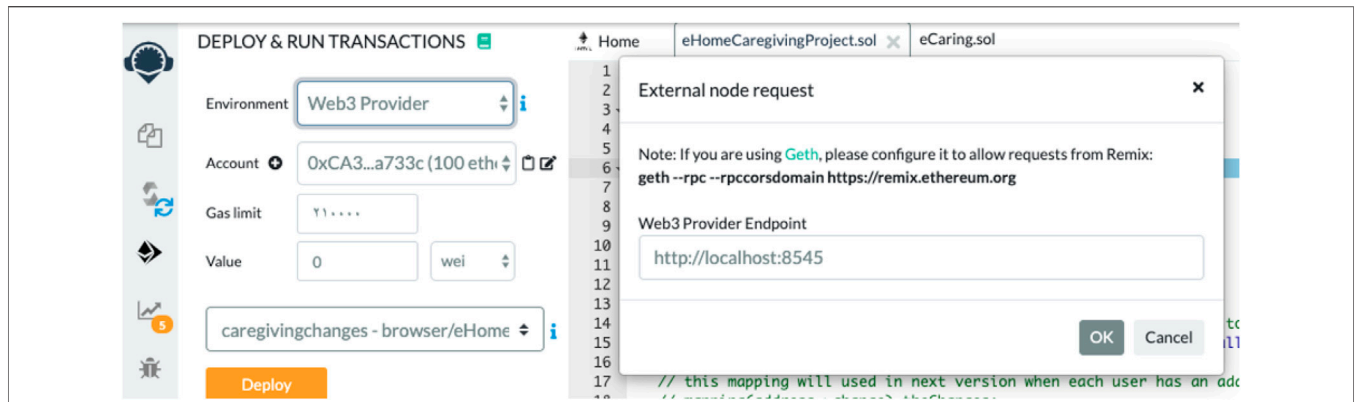 DEPLOY & RUN TRANSACTIONS
Environment
Web3 Provider
i
Account
0xCA3...a733c (100 eth
Gas limit
٢١٠٠٠٠
Value
0
wei
caregivingchanges - browser/eHome
i
Deploy
5
Home
eHomeCaregivingProject.sol
eCaring.sol
1
2
3
4
5
6
7
8
9
10
11
12
13
14
15
16
17
External node request
Note: If you are using Geth, please configure it to allow requests from Remix:
geth --rpc --rpccorsdomain https://remix.ethereum.org
Web3 Provider Endpoint
http://localhost:8545
OK
Cancel
// this mapping will used in next version when each user has an add